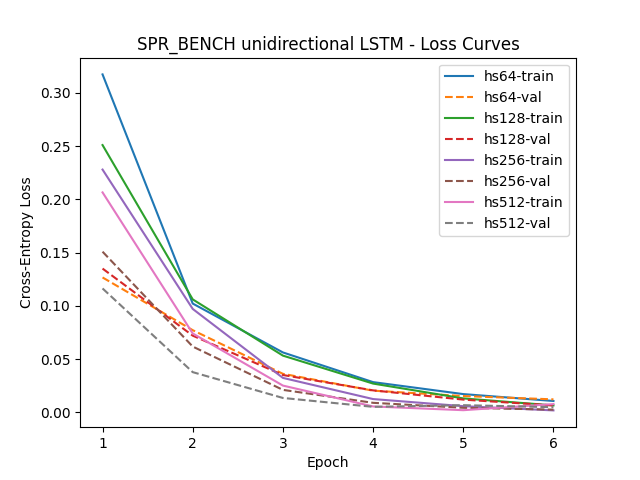 SPR_BENCH unidirectional LSTM - Loss Curves
hs64-train
hs64-val
hs128-train
hs128-val
hs256-train
hs256-val
hs512-train
hs512-val
Cross-Entropy Loss
0.30
0.25
0.20
0.15
0.10
0.05
0.00
1 2 3 4 5 6
Epoch